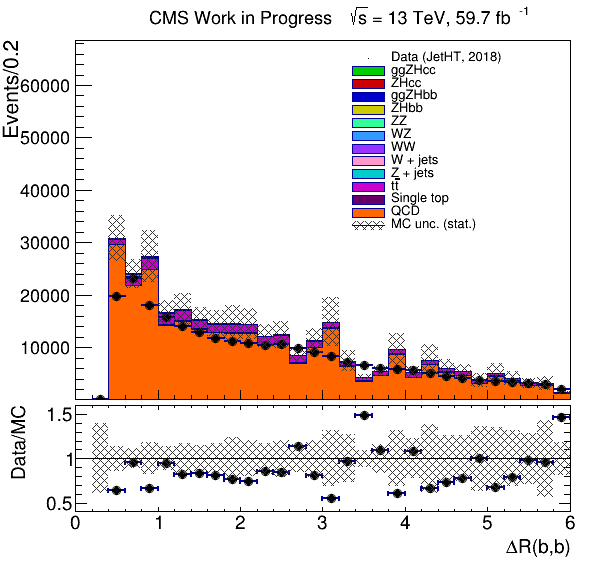 CMS Work in Progress √s = 13 TeV, 59.7 fb⁻¹
Events/0.2
60000
50000
40000
30000
20000
10000
Data (JetHT, 2018)
ggZHcc
ZHcc
ggZHbb
ZHbb
ZZ
WZ
WW
W + jets
Z + jets
tt̅
Single top
QCD
MC unc. (stat.)
Data/MC
1.5
1
0.5
0 1 2 3 4 5 6
ΔR(b,b)